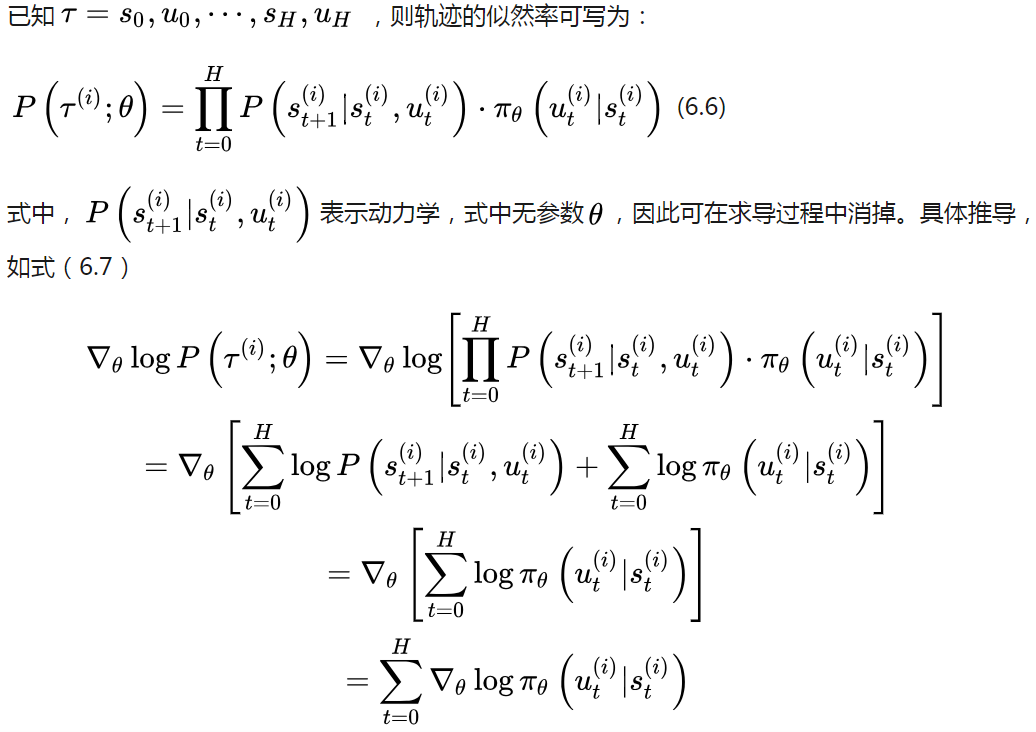 已知 τ = s_0, u_0, ⋯, s_H, u_H ，则轨迹的似然率可写为：
P(τ^{(i)}; θ) = ∏_{t=0}^{H} P(s_{t+1}^{(i)} | s_t^{(i)}, u_t^{(i)}) · π_θ(u_t^{(i)} | s_t^{(i)}) (6.6)
式中， P(s_{t+1}^{(i)} | s_t^{(i)}, u_t^{(i)}) 表示动力学，式中无参数 θ ，因此可在求导过程中消掉。具体推导，
如式（6.7）
∇_θ log P(τ^{(i)}; θ) = ∇_θ log [∏_{t=0}^{H} P(s_{t+1}^{(i)} | s_t^{(i)}, u_t^{(i)}) · π_θ(u_t^{(i)} | s_t^{(i)})]
= ∇_θ [∑_{t=0}^{H} log P(s_{t+1}^{(i)} | s_t^{(i)}, u_t^{(i)}) + ∑_{t=0}^{H} log π_θ(u_t^{(i)} | s_t^{(i)})]
= ∇_θ [∑_{t=0}^{H} log π_θ(u_t^{(i)} | s_t^{(i)})]
= ∑_{t=0}^{H} ∇_θ log π_θ(u_t^{(i)} | s_t^{(i)})